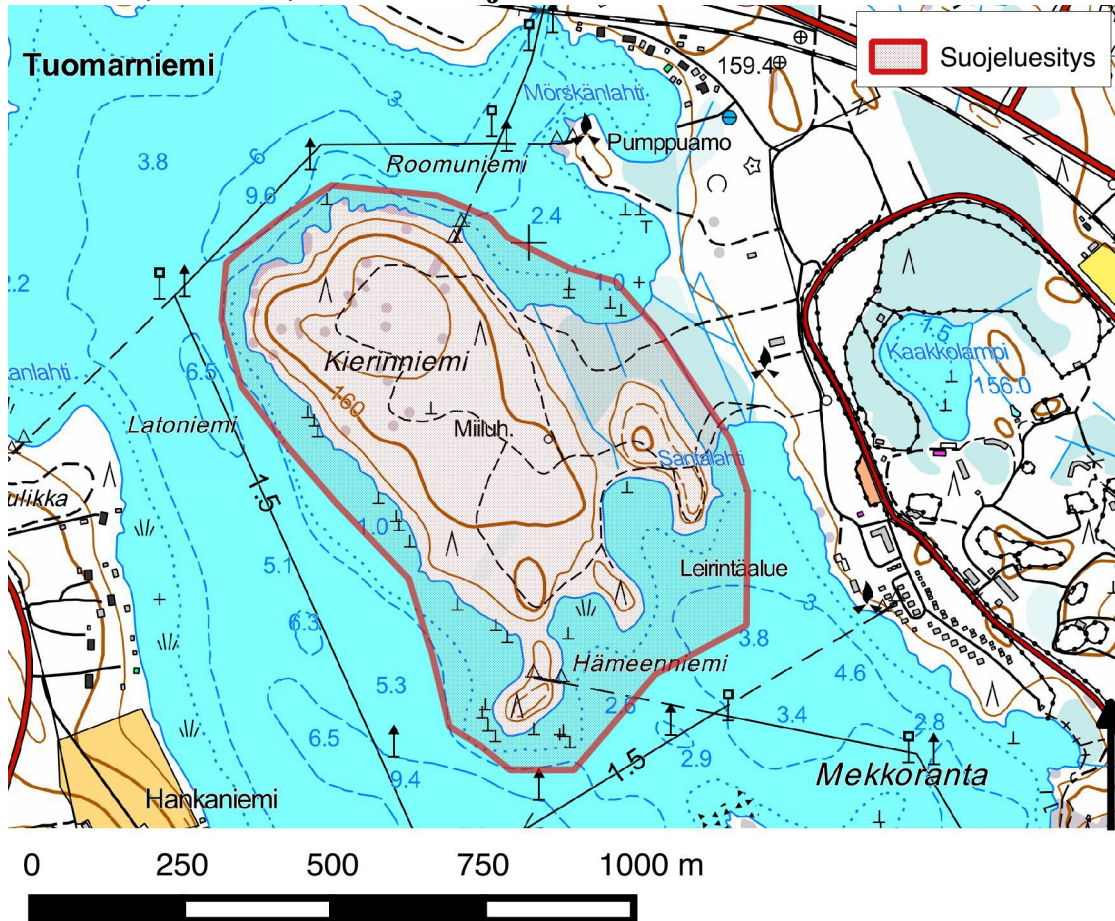 Suojeluesitys
Tuomarniemi
159.4
3
Mörskänlahti
3.8
6
Pumppuamo
Roomuniemi
9.6
2.4
1.0
.2
1.5
Kaakkolampi
Kierinniemi
6.5
anlahti
156.0
160
Latoniemi
Miiluh.
Santalahti
ulikka
1.5
1.0
5.1
Leirintäalue
3
6.3
3.8
Hämeenniemi
4.6
5.3
2.6
3.4
2.8
6.5
2.9
1.5
9.4
Mekkoranta
Hankaniemi
0 250 500 750 1000 m